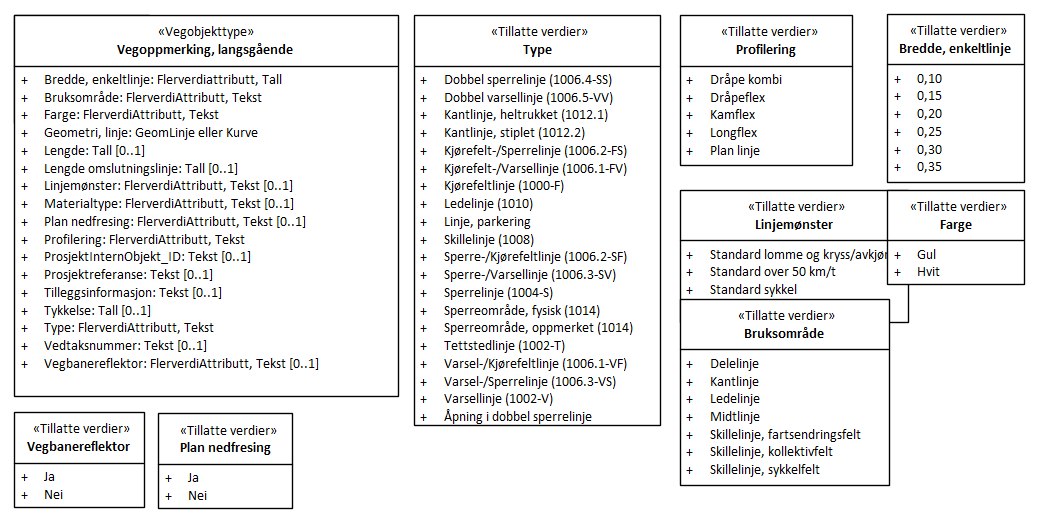 «Vegobjekttype»
Vegoppmerking, langsgående
+ Bredde, enkeltlinje: Flerverdiattributt, Tall
+ Bruksområde: FlerverdiAttributt, Tekst
+ Farge: FlerverdiAttributt, Tekst
+ Geometri, linje: GeomLinje eller Kurve
+ Lengde: Tall [0..1]
+ Lengde omslutningslinje: Tall [0..1]
+ Linjemønster: FlerverdiAttributt, Tekst [0..1]
+ Materialtype: FlerverdiAttributt, Tekst [0..1]
+ Plan nedfresing: FlerverdiAttributt, Tekst [0..1]
+ Profilering: FlerverdiAttributt, Tekst
+ ProsjektInternObjekt_ID: Tekst [0..1]
+ Prosjektreferanse: Tekst [0..1]
+ Tilleggsinformasjon: Tekst [0..1]
+ Tykkelse: Tall [0..1]
+ Type: FlerverdiAttributt, Tekst
+ Vedtaksnummer: Tekst [0..1]
+ Vegbanereflektor: FlerverdiAttributt, Tekst [0..1]
«Tillatte verdier»
Type
+ Dobbel sperrelinje (1006.4-SS)
+ Dobbel varsellinje (1006.5-VV)
+ Kantlinje, heltrukket (1012.1)
+ Kantlinje, stiplet (1012.2)
+ Kjørefelt-/Sperrelinje (1006.2-FS)
+ Kjørefelt-/Varsellinje (1006.1-FV)
+ Kjørefeltlinje (1000-F)
+ Ledelinje (1010)
+ Linje, parkering
+ Skillelinje (1008)
+ Sperre-/Kjørefeltlinje (1006.2-SF)
+ Sperre-/Varsellinje (1006.3-SV)
+ Sperrelinje (1004-S)
+ Sperreområde, fysisk (1014)
+ Sperreområde, oppmerket (1014)
+ Tettstedlinje (1002-T)
+ Varsel-/Kjørefeltlinje (1006.1-VF)
+ Varsel-/Sperrelinje (1006.3-VS)
+ Varsellinje (1002-V)
+ Åpning i dobbel sperrelinje
«Tillatte verdier»
Profilering
+ Dråpe kombi
+ Dråpeflex
+ Kamflex
+ Longflex
+ Plan linje
«Tillatte verdier»
Bredde, enkeltlinje
+ 0,10
+ 0,15
+ 0,20
+ 0,25
+ 0,30
+ 0,35
«Tillatte verdier»
Linjemønster
+ Standard lomme og kryss/avkjør
+ Standard over 50 km/t
+ Standard sykkel
«Tillatte verdier»
Farge
+ Gul
+ Hvit
«Tillatte verdier»
Bruksområde
+ Delelinje
+ Kantlinje
+ Ledelinje
+ Midtlinje
+ Skillelinje, fartsendringsfelt
+ Skillelinje, kollektivfelt
+ Skillelinje, sykkelfelt
«Tillatte verdier»
Vegbanereflektor
+ Ja
+ Nei
«Tillatte verdier»
Plan nedfresing
+ Ja
+ Nei